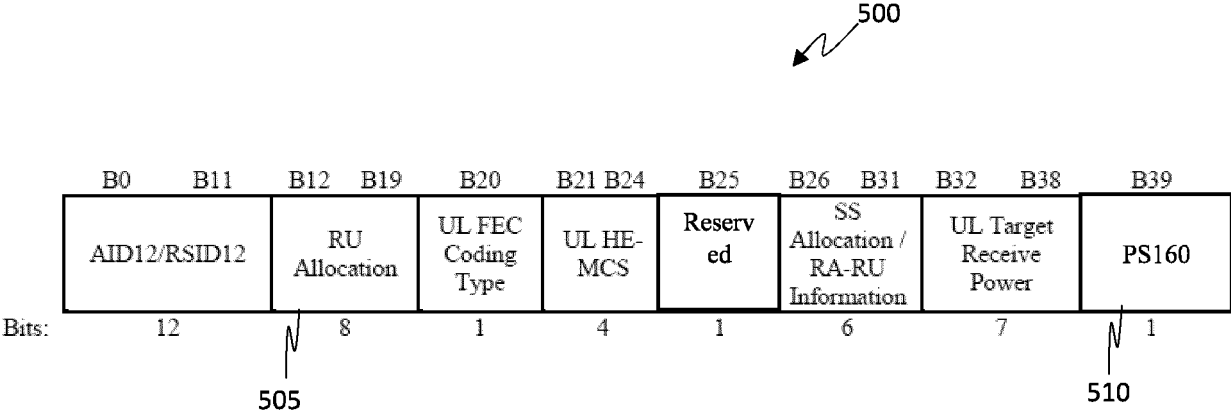 500
B0 B11 B12 B19 B20 B21 B24 B25 B26 B31 B32 B38 B39
AID12/RSID12
RU
Allocation
UL FEC
Coding
Type
UL HE-
MCS
Reserv
ed
SS
Allocation /
RA-RU
Information
UL Target
Receive
Power
PS160
Bits: 12 8 1 4 1 6 7 1
505
510